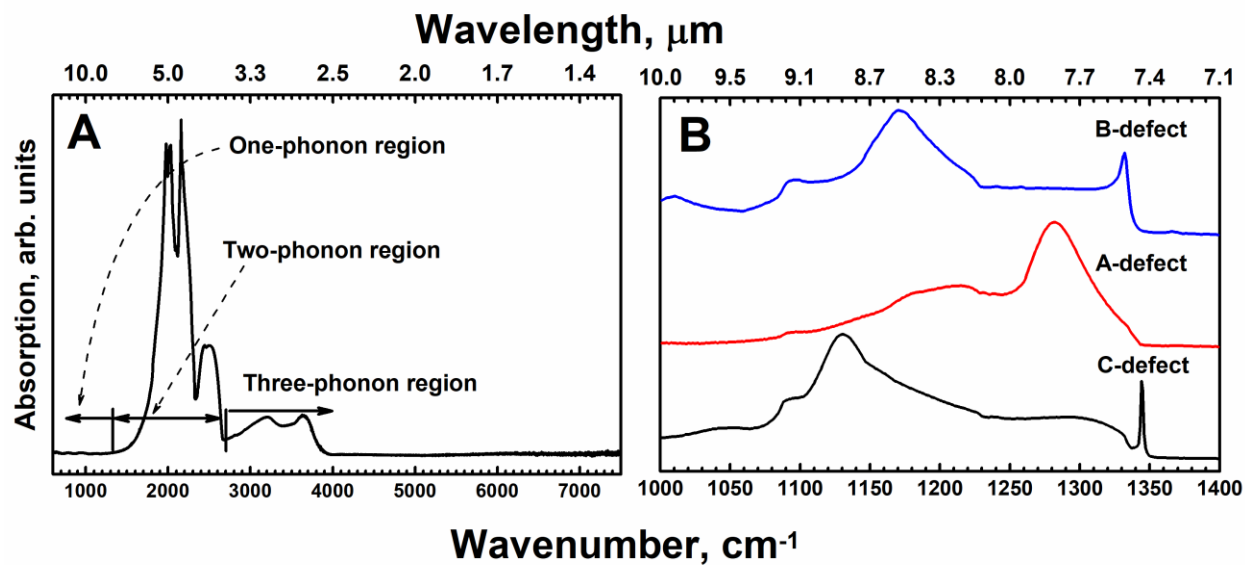 Wavelength, μm
10.0 5.0 3.3 2.5 2.0 1.7 1.4
10.0 9.5 9.1 8.7 8.3 8.0 7.7 7.4 7.1
A
One-phonon region
Two-phonon region
Three-phonon region
Absorption, arb. units
B
B-defect
A-defect
C-defect
1000 2000 3000 4000 5000 6000 7000
1000 1050 1100 1150 1200 1250 1300 1350 1400
Wavenumber, cm-1